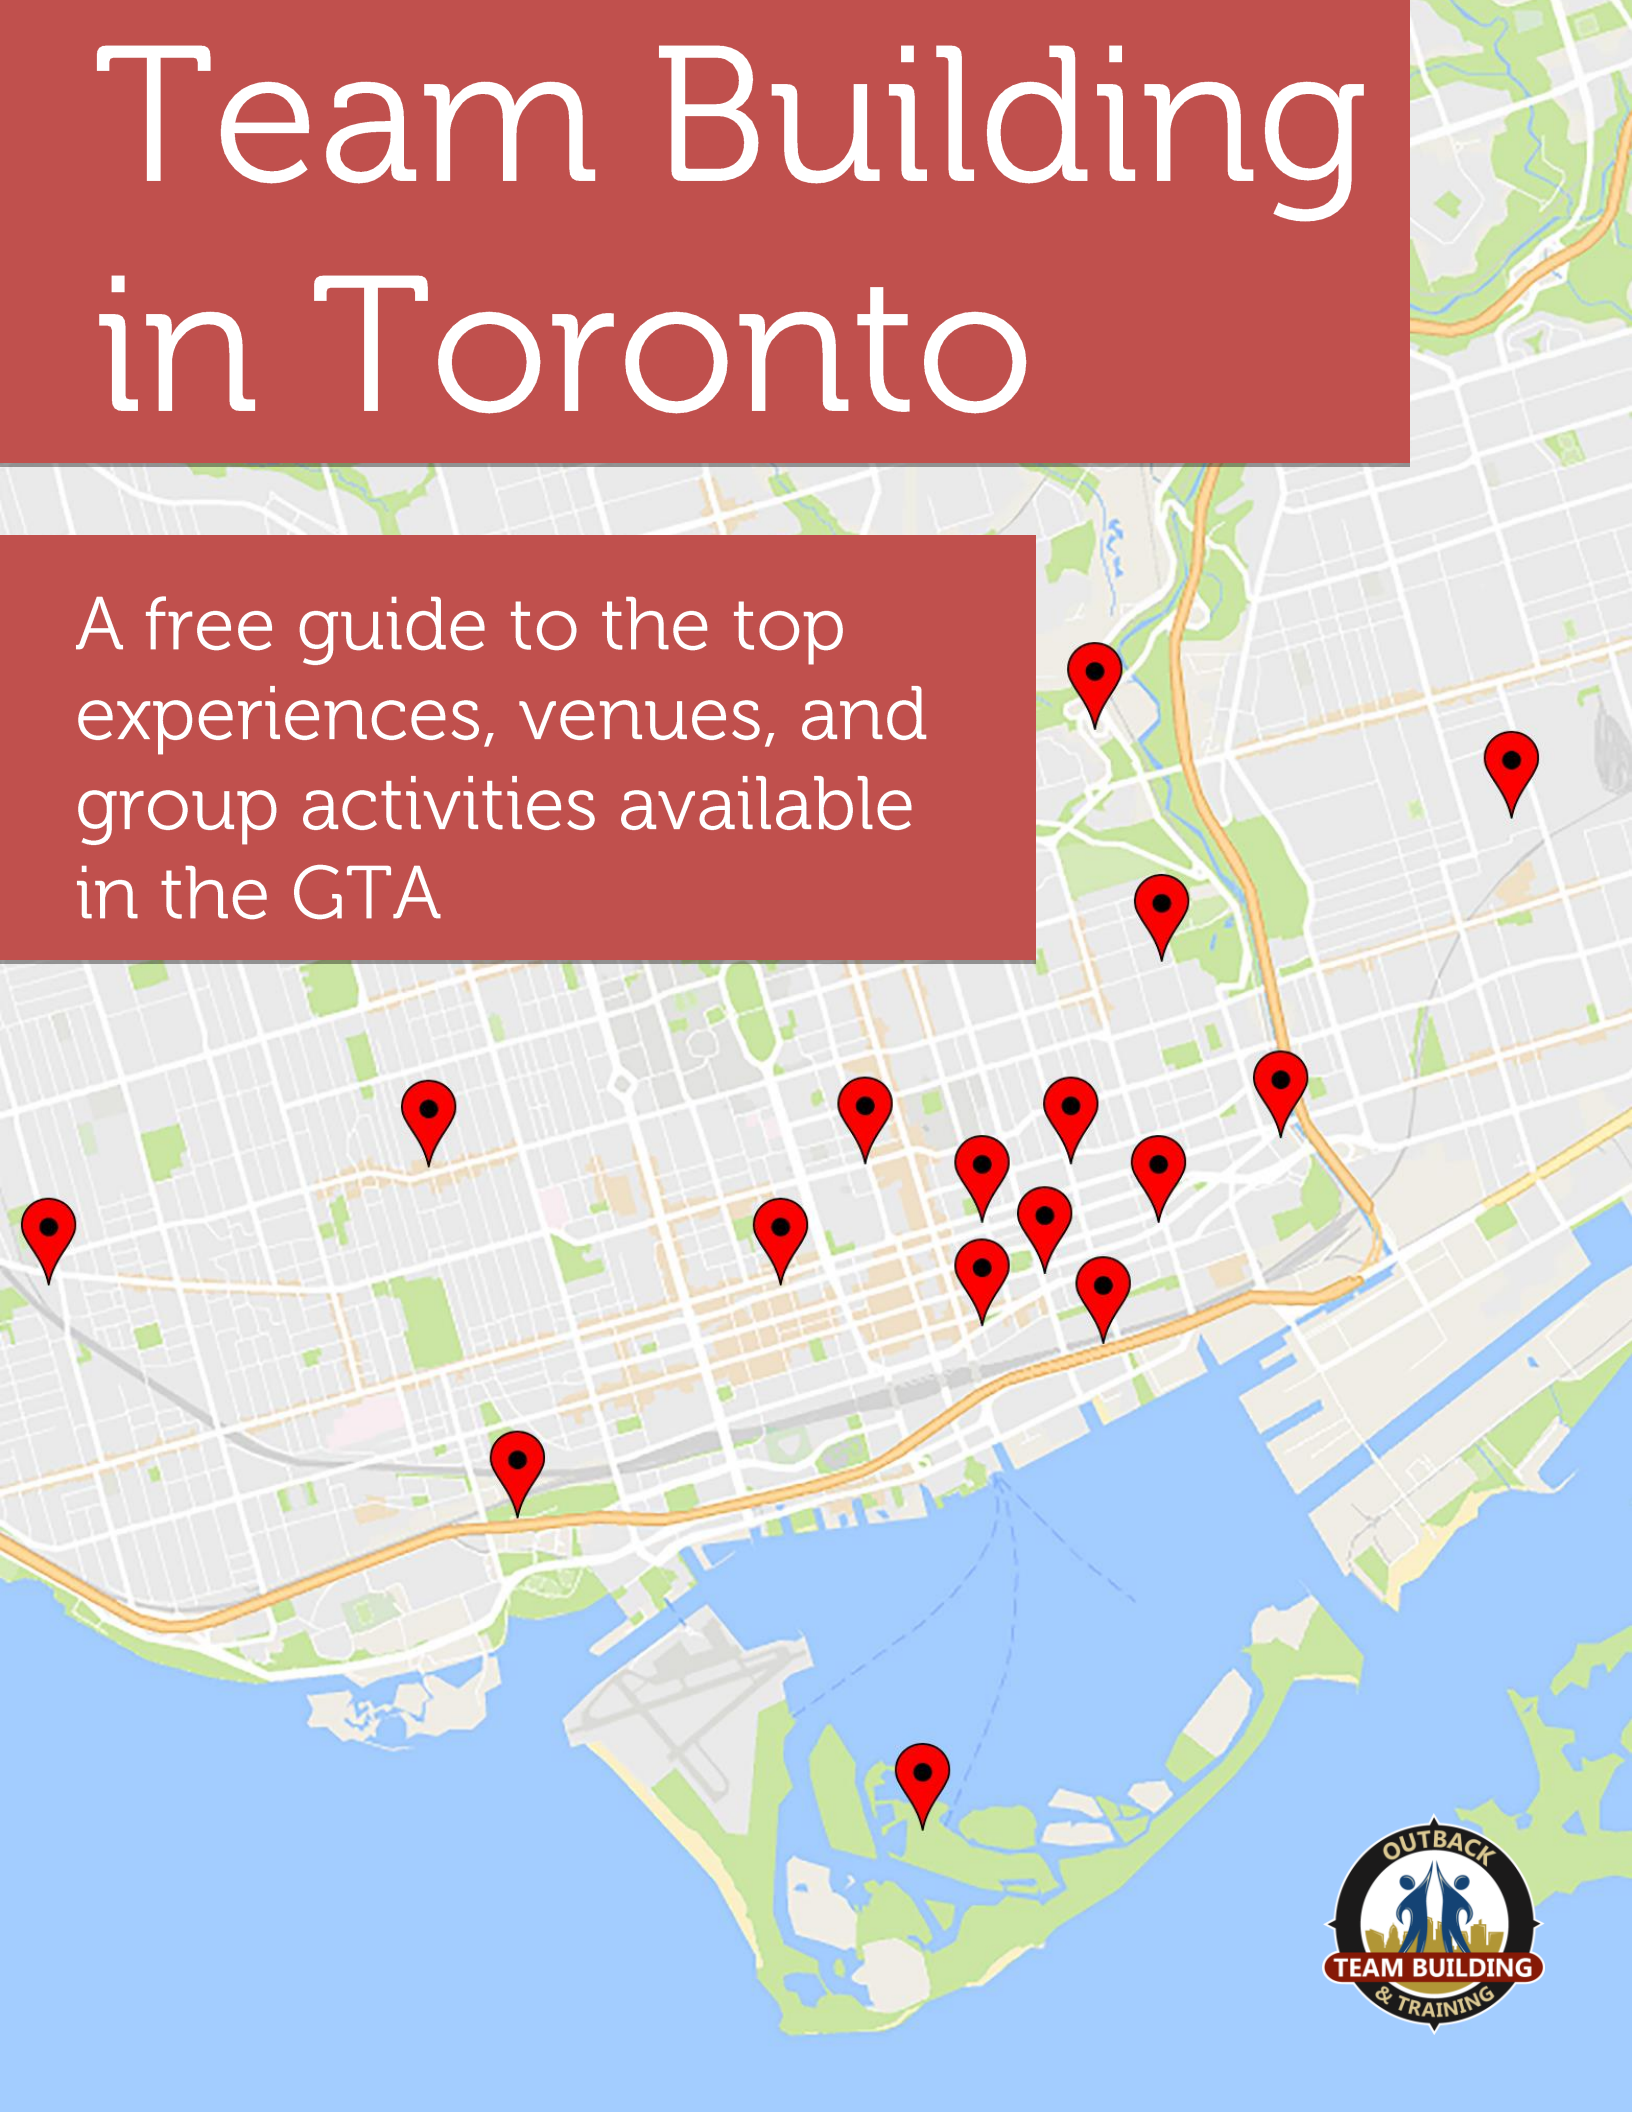 Team Building
in Toronto
A free guide to the top
experiences, venues, and
group activities available
in the GTA
OUTBACK
TEAM BUILDING
& TRAINING